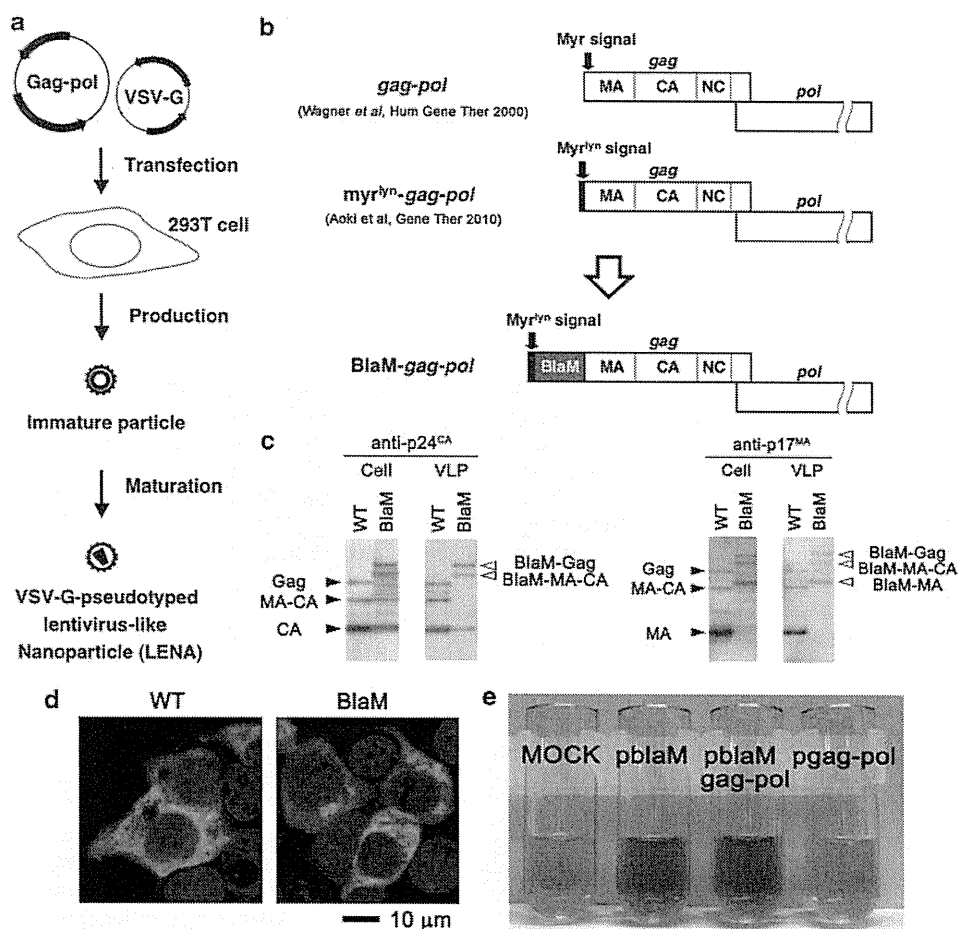 a
Gag-pol
VSV-G
Transfection
293T cell
Production
Immature particle
Maturation
VSV-G-pseudotyped
lentivirus-like
Nanoparticle (LENA)
b
Myr signal
gag-pol
(Wagner et al, Hum Gene Ther 2000)
gag
MA CA NC
pol
Myrlyn signal
myrlyn-gag-pol
(Aoki et al, Gene Ther 2010)
gag
MA CA NC
pol
Myrlyn signal
BlaM-gag-pol
gag
BlaM MA CA NC
pol
c
anti-p24CA
Cell VLP
WT BlaM WT BlaM
Gag
MA-CA
CA
BlaM-Gag
BlaM-MA-CA
anti-p17MA
Cell VLP
WT BlaM WT BlaM
Gag
MA-CA
MA
BlaM-Gag
BlaM-MA-CA
BlaM-MA
d
WT BlaM
10 μm
e
MOCK pblaM pblaM pgag-pol
gag-pol